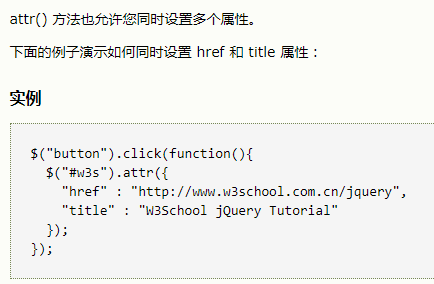 attr() 方法也允许您同时设置多个属性。
下面的例子演示如何同时设置 href 和 title 属性：
实例
$("button").click(function(){
  $("#w3s").attr({
    "href" : "http://www.w3school.com.cn/jquery",
    "title" : "W3School jQuery Tutorial"
  });
});